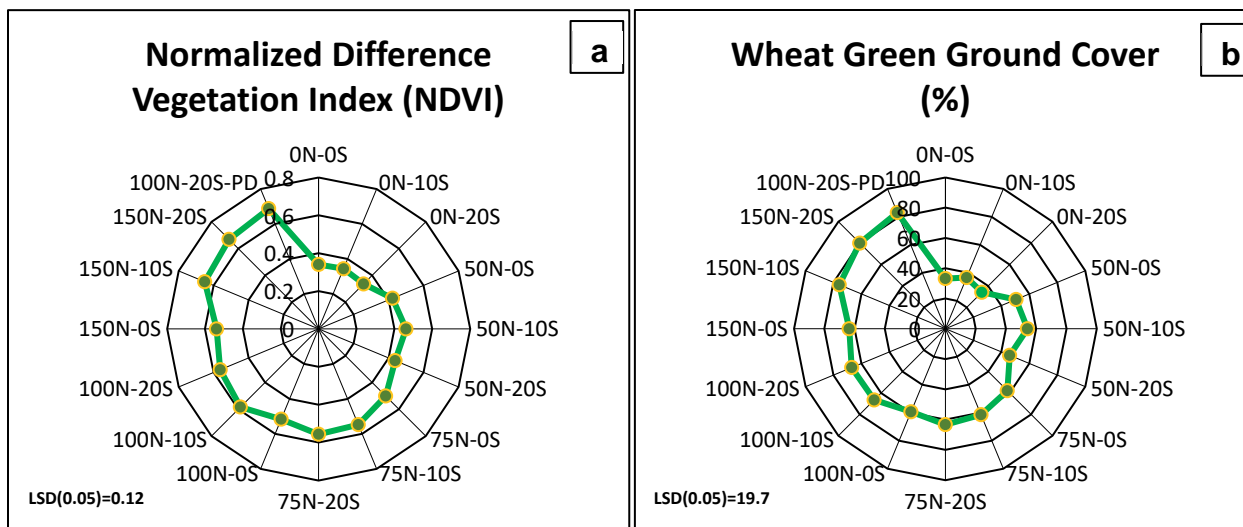 Normalized Difference
Vegetation Index (NDVI)
a
0N-0S
0N-10S
0N-20S
50N-0S
50N-10S
50N-20S
75N-0S
75N-10S
75N-20S
100N-0S
100N-10S
100N-20S
150N-0S
150N-10S
150N-20S
100N-20S-PD
0.8
0.6
0.4
0.2
0
LSD(0.05)=0.12
Wheat Green Ground Cover
(%)
b
0N-0S
0N-10S
0N-20S
50N-0S
50N-10S
50N-20S
75N-0S
75N-10S
75N-20S
100N-0S
100N-10S
100N-20S
150N-0S
150N-10S
150N-20S
100N-20S-PD
100
80
60
40
20
0
LSD(0.05)=19.7